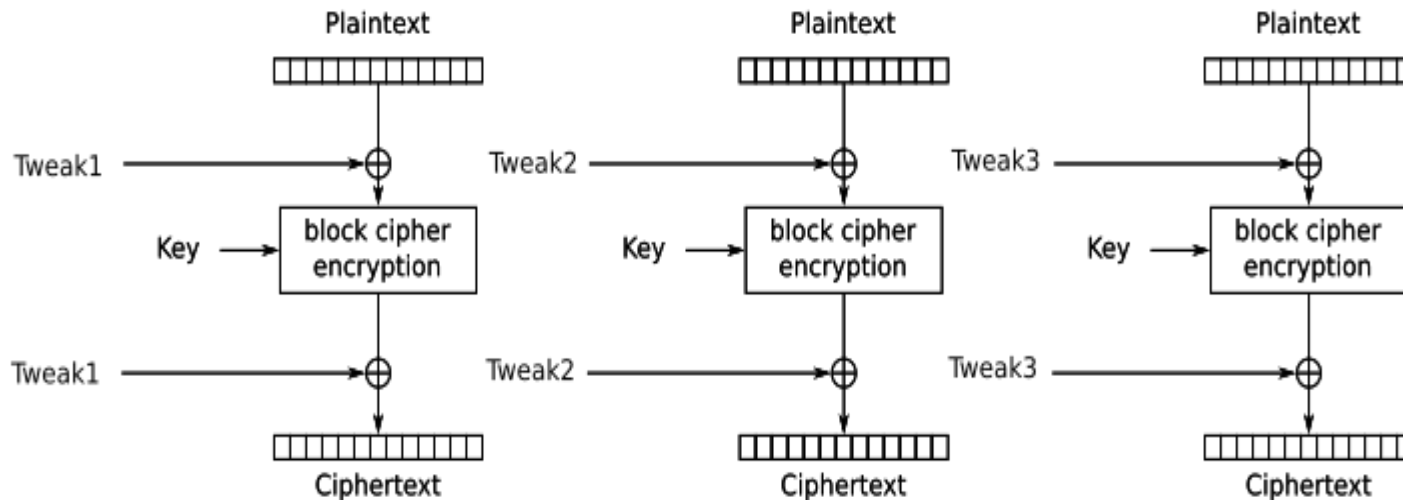 Plaintext Plaintext Plaintext
Tweak1 Tweak2 Tweak3
Key block cipher encryption Key block cipher encryption Key block cipher encryption
Tweak1 Tweak2 Tweak3
Ciphertext Ciphertext Ciphertext